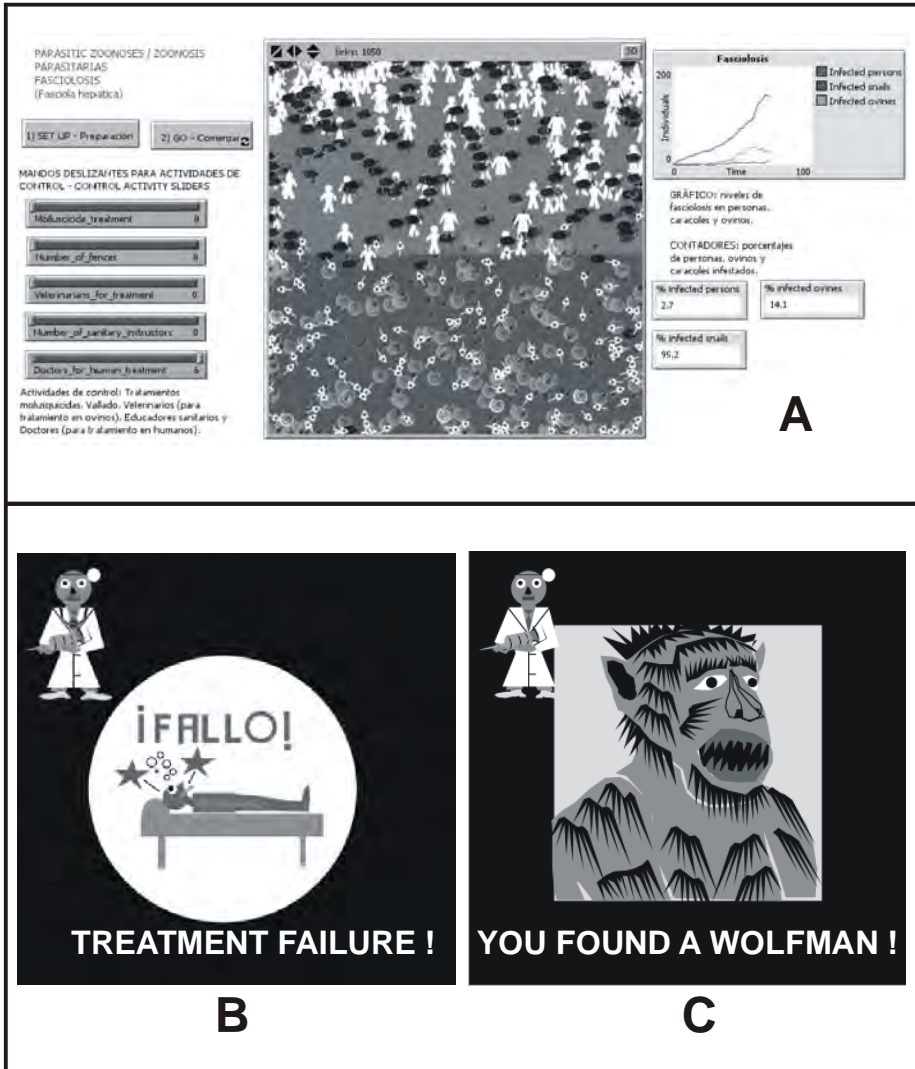 PARASITIC ZOONOSES / ZOONOSIS
PARASITARIAS
FASCIOLOSIS
(Fasciola hepatica)
1) SET UP - Preparación
2) GO - Comenzar
MANDOS DESLIZANTES PARA ACTIVIDADES DE
CONTROL - CONTROL ACTIVITY SLIDERS
Molluscicide_treatment 0
Number_of_fences 0
Veterinarians_for_treatment 0
Number_of_sanitary_instructors 0
Doctors_for_human_treatment 6
Actividades de control: Tratamientos
molusquicidas. Vallado. Veterinarios (para
tratamiento en ovinos). Educadores sanitarios y
Doctores (para tratamiento en humanos).
ticks: 1050
3D
Fasciolosis
200
Individuals
0
0
Time
100
Infected persons
Infected snails
Infected ovines
GRÁFICO: niveles de
fasciolosis en personas,
caracoles y ovinos.
CONTADORES: porcentajes
de personas, ovinos y
caracoles infestados.
% infected persons
2.7
% infected ovines
14.1
% infected snails
95.2
A
¡FALLO!
TREATMENT FAILURE !
B
YOU FOUND A WOLFMAN !
C